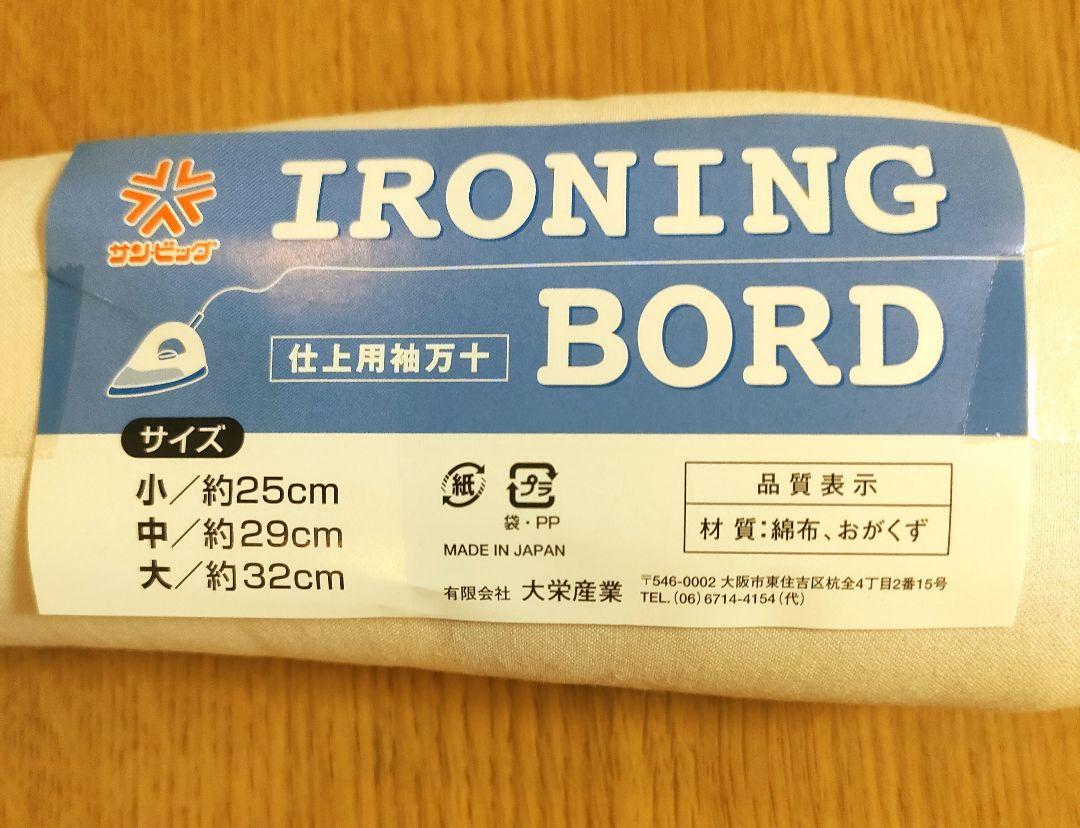 サン・ビッグ
IRONING
BORD
仕上用袖万十
サイズ
小／約25cm
中／約29cm
大／約32cm
紙
プラ
袋・PP
MADE IN JAPAN
品質表示
材質：綿布、おがくず
有限会社 大栄産業
〒546-0002 大阪市東住吉区杭全4丁目2番15号
TEL.(06)6714-4154(代)